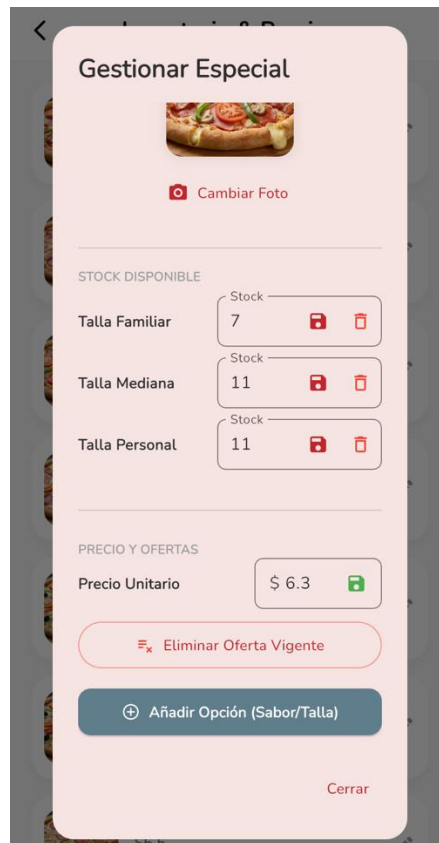 Gestionar Especial
Cambiar Foto
STOCK DISPONIBLE
Stock
Talla Familiar 7
Stock
Talla Mediana 11
Stock
Talla Personal 11
PRECIO Y OFERTAS
Precio Unitario $ 6.3
Eliminar Oferta Vigente
Añadir Opción (Sabor/Talla)
Cerrar